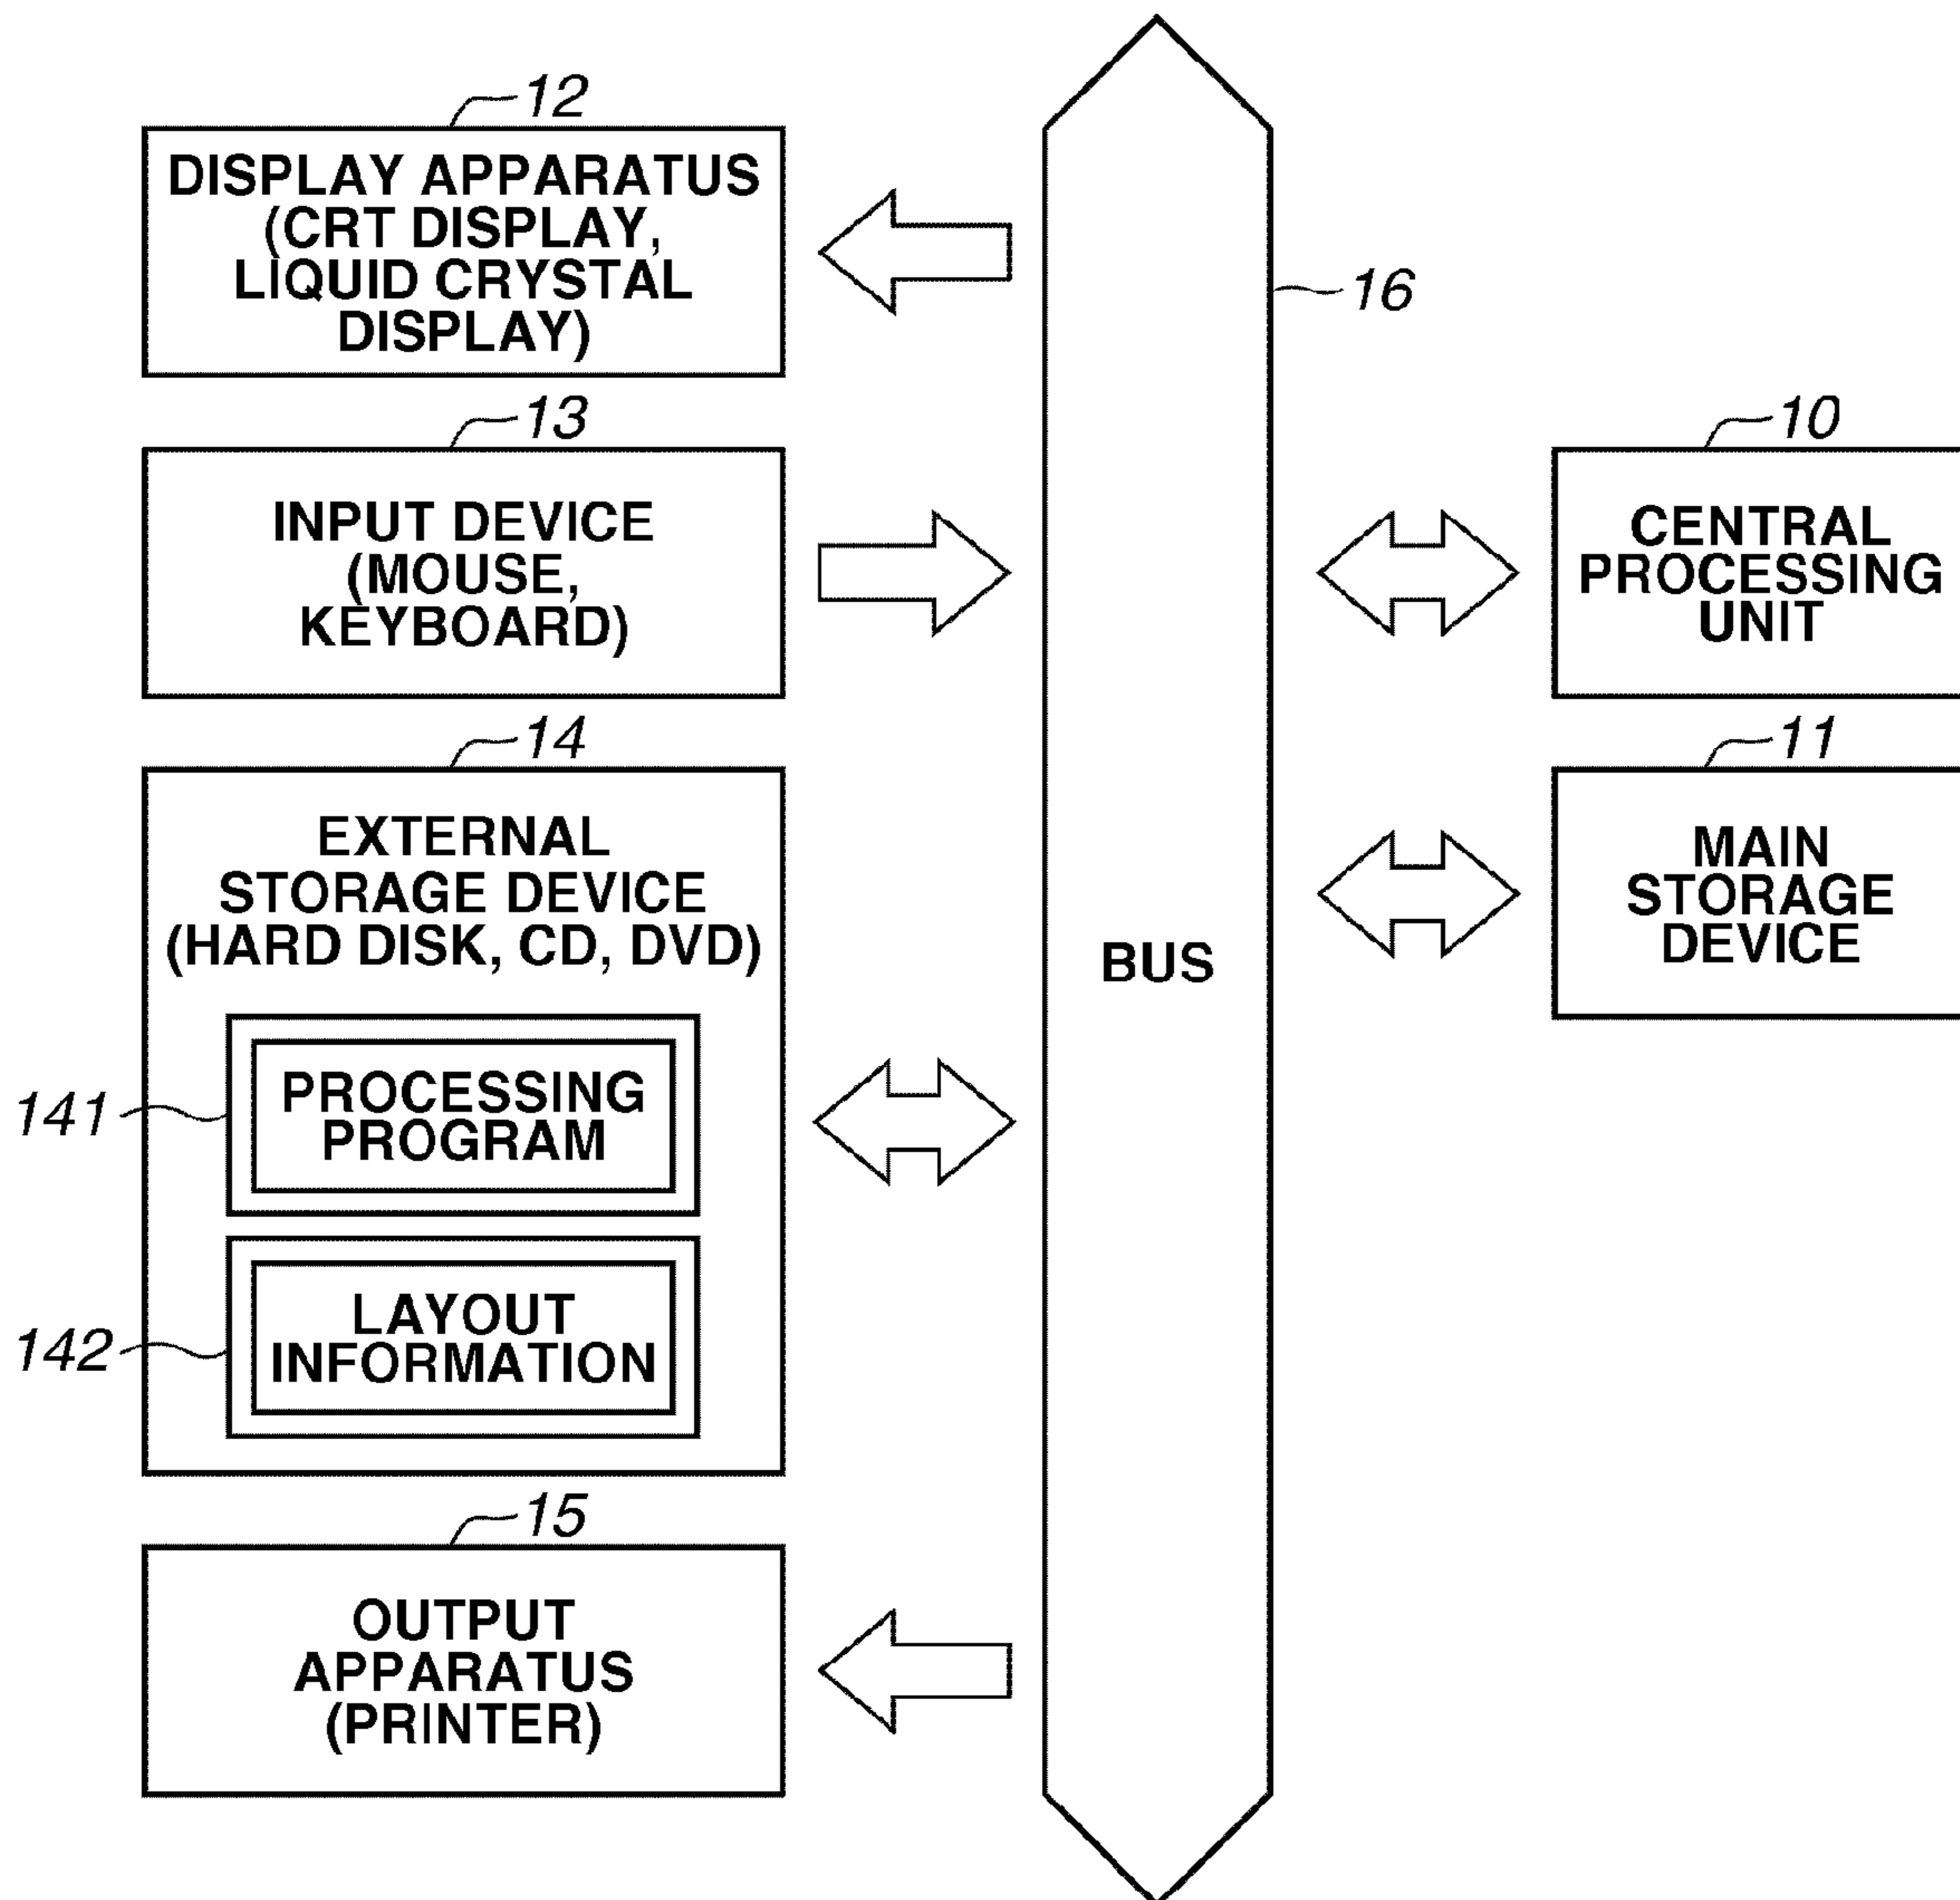 12
DISPLAY APPARATUS
(CRT DISPLAY,
LIQUID CRYSTAL
DISPLAY)
13
INPUT DEVICE
(MOUSE,
KEYBOARD)
14
EXTERNAL
STORAGE DEVICE
(HARD DISK, CD, DVD)
141
PROCESSING
PROGRAM
142
LAYOUT
INFORMATION
15
OUTPUT
APPARATUS
(PRINTER)
16
BUS
10
CENTRAL
PROCESSING
UNIT
11
MAIN
STORAGE
DEVICE